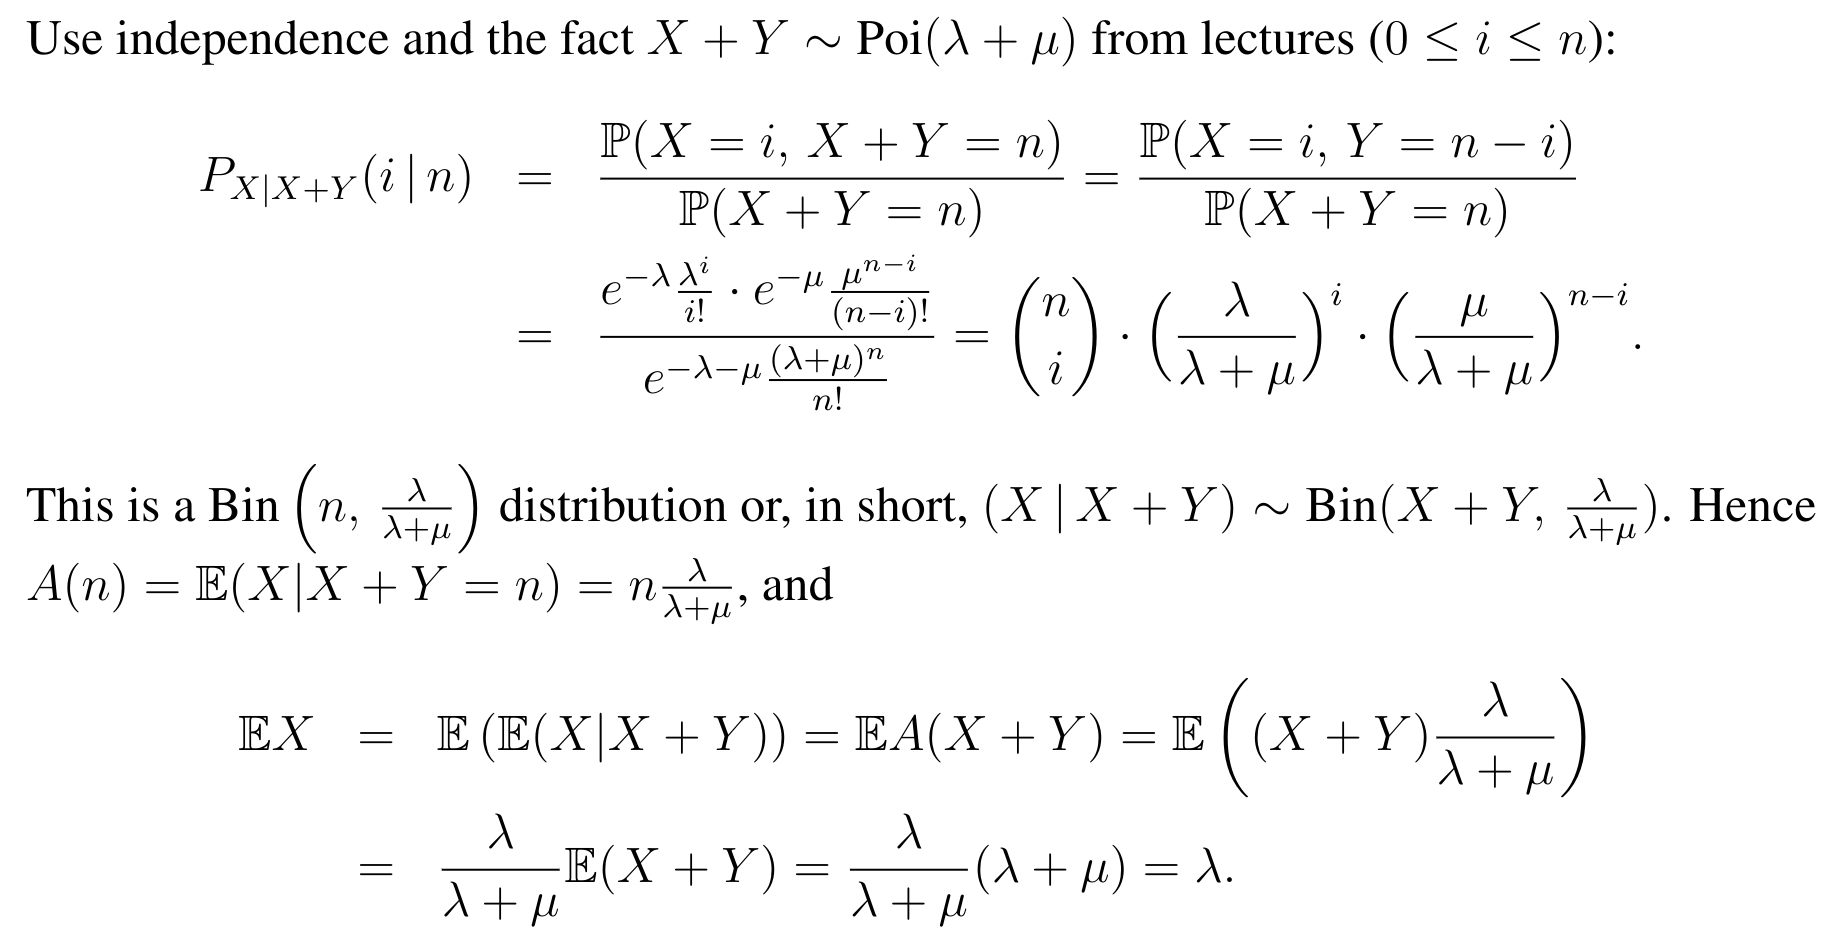 Use independence and the fact $X + Y \sim \text{Poi}(\lambda + \mu)$ from lectures ($0 \le i \le n$):
$P_{X|X+Y}(i \,|\, n) = \frac{\mathbb{P}(X = i,\, X + Y = n)}{\mathbb{P}(X + Y = n)} = \frac{\mathbb{P}(X = i,\, Y = n - i)}{\mathbb{P}(X + Y = n)}$
$= \frac{e^{-\lambda} \frac{\lambda^i}{i!} \cdot e^{-\mu} \frac{\mu^{n-i}}{(n-i)!}}{e^{-\lambda-\mu} \frac{(\lambda+\mu)^n}{n!}} = \binom{n}{i} \cdot \left(\frac{\lambda}{\lambda + \mu}\right)^i \cdot \left(\frac{\mu}{\lambda + \mu}\right)^{n-i}.$
This is a Bin$\left(n, \frac{\lambda}{\lambda+\mu}\right)$ distribution or, in short, $(X \,|\, X + Y) \sim \text{Bin}(X + Y, \frac{\lambda}{\lambda+\mu})$. Hence
$A(n) = \mathbb{E}(X|X + Y = n) = n\frac{\lambda}{\lambda+\mu}$, and
$\mathbb{E}X = \mathbb{E}\left(\mathbb{E}(X|X + Y)\right) = \mathbb{E}A(X + Y) = \mathbb{E}\left((X + Y)\frac{\lambda}{\lambda + \mu}\right)$
$= \frac{\lambda}{\lambda + \mu}\mathbb{E}(X + Y) = \frac{\lambda}{\lambda + \mu}(\lambda + \mu) = \lambda.$